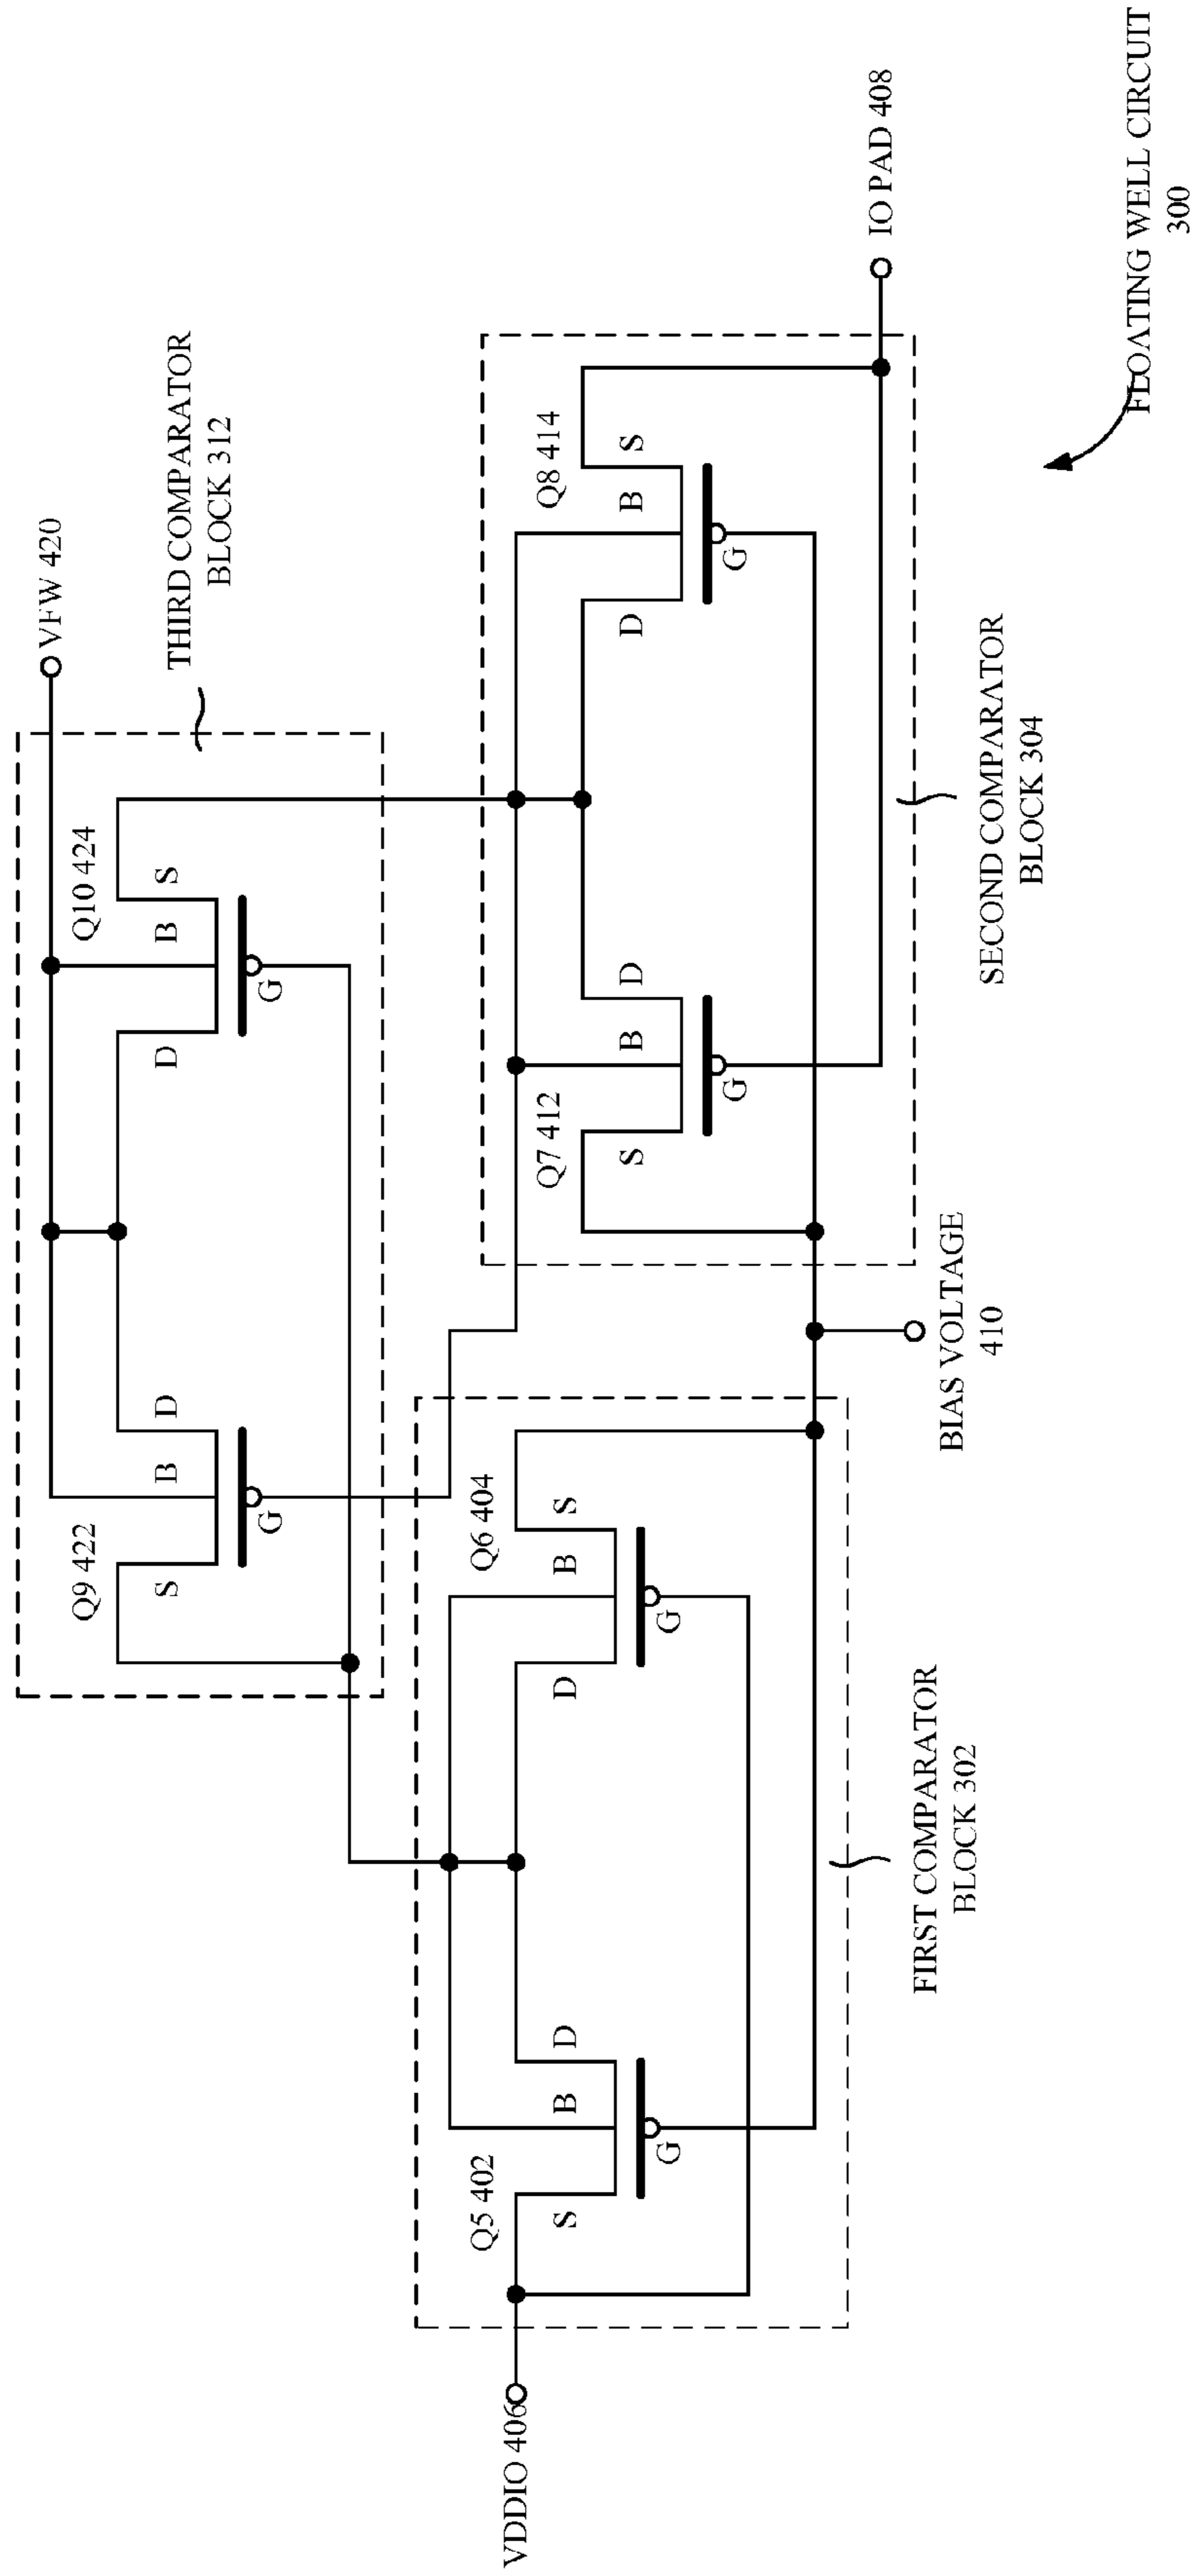 VFW 420
THIRD COMPARATOR
BLOCK 312
Q9 422
S
B
D
G
Q10 424
D
B
S
G
VDDIO 406
Q5 402
S
B
D
G
Q6 404
D
B
S
G
FIRST COMPARATOR
BLOCK 302
BIAS VOLTAGE
410
Q7 412
S
B
D
G
Q8 414
D
B
S
G
SECOND COMPARATOR
BLOCK 304
IO PAD 408
FLOATING WELL CIRCUIT
300